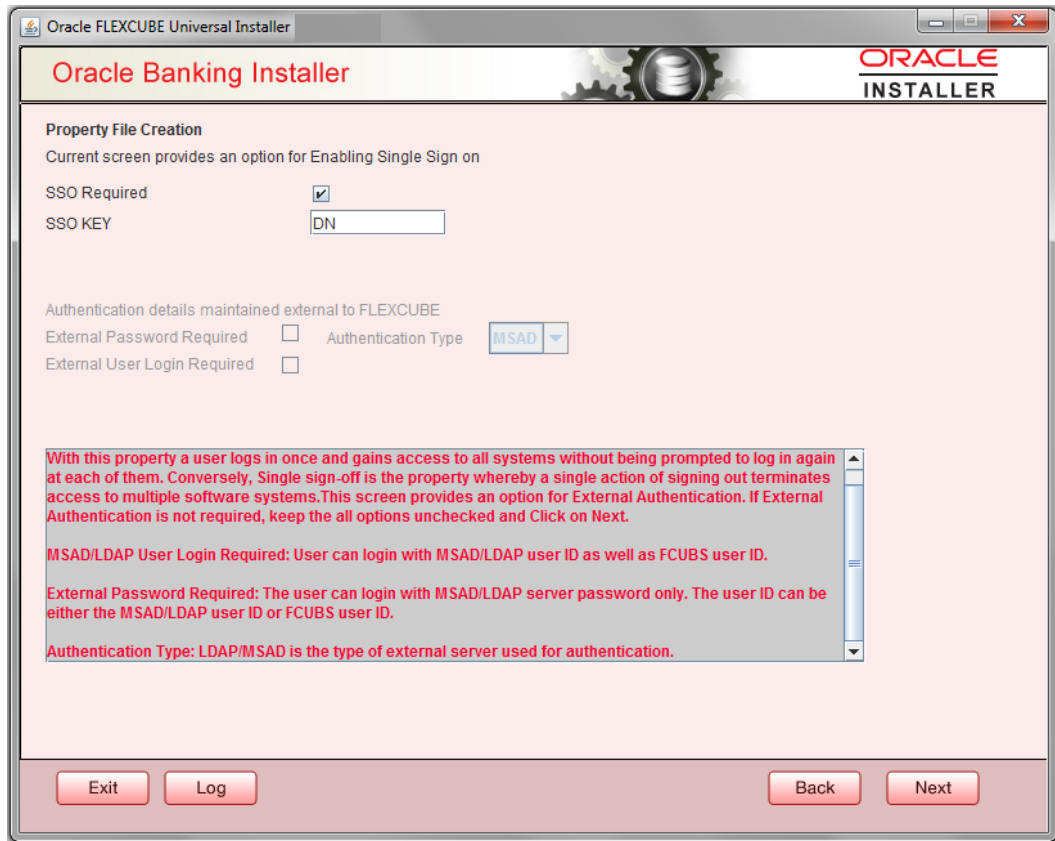 Oracle FLEXCUBE Universal Installer
Oracle Banking Installer
ORACLE
INSTALLER
Property File Creation
Current screen provides an option for Enabling Single Sign on
SSO Required
SSO KEY DN
Authentication details maintained external to FLEXCUBE
External Password Required Authentication Type MSAD
External User Login Required
With this property a user logs in once and gains access to all systems without being prompted to log in again
at each of them. Conversely, Single sign-off is the property whereby a single action of signing out terminates
access to multiple software systems.This screen provides an option for External Authentication. If External
Authentication is not required, keep the all options unchecked and Click on Next.
MSAD/LDAP User Login Required: User can login with MSAD/LDAP user ID as well as FCUBS user ID.
External Password Required: The user can login with MSAD/LDAP server password only. The user ID can be
either the MSAD/LDAP user ID or FCUBS user ID.
Authentication Type: LDAP/MSAD is the type of external server used for authentication.
Exit Log Back Next